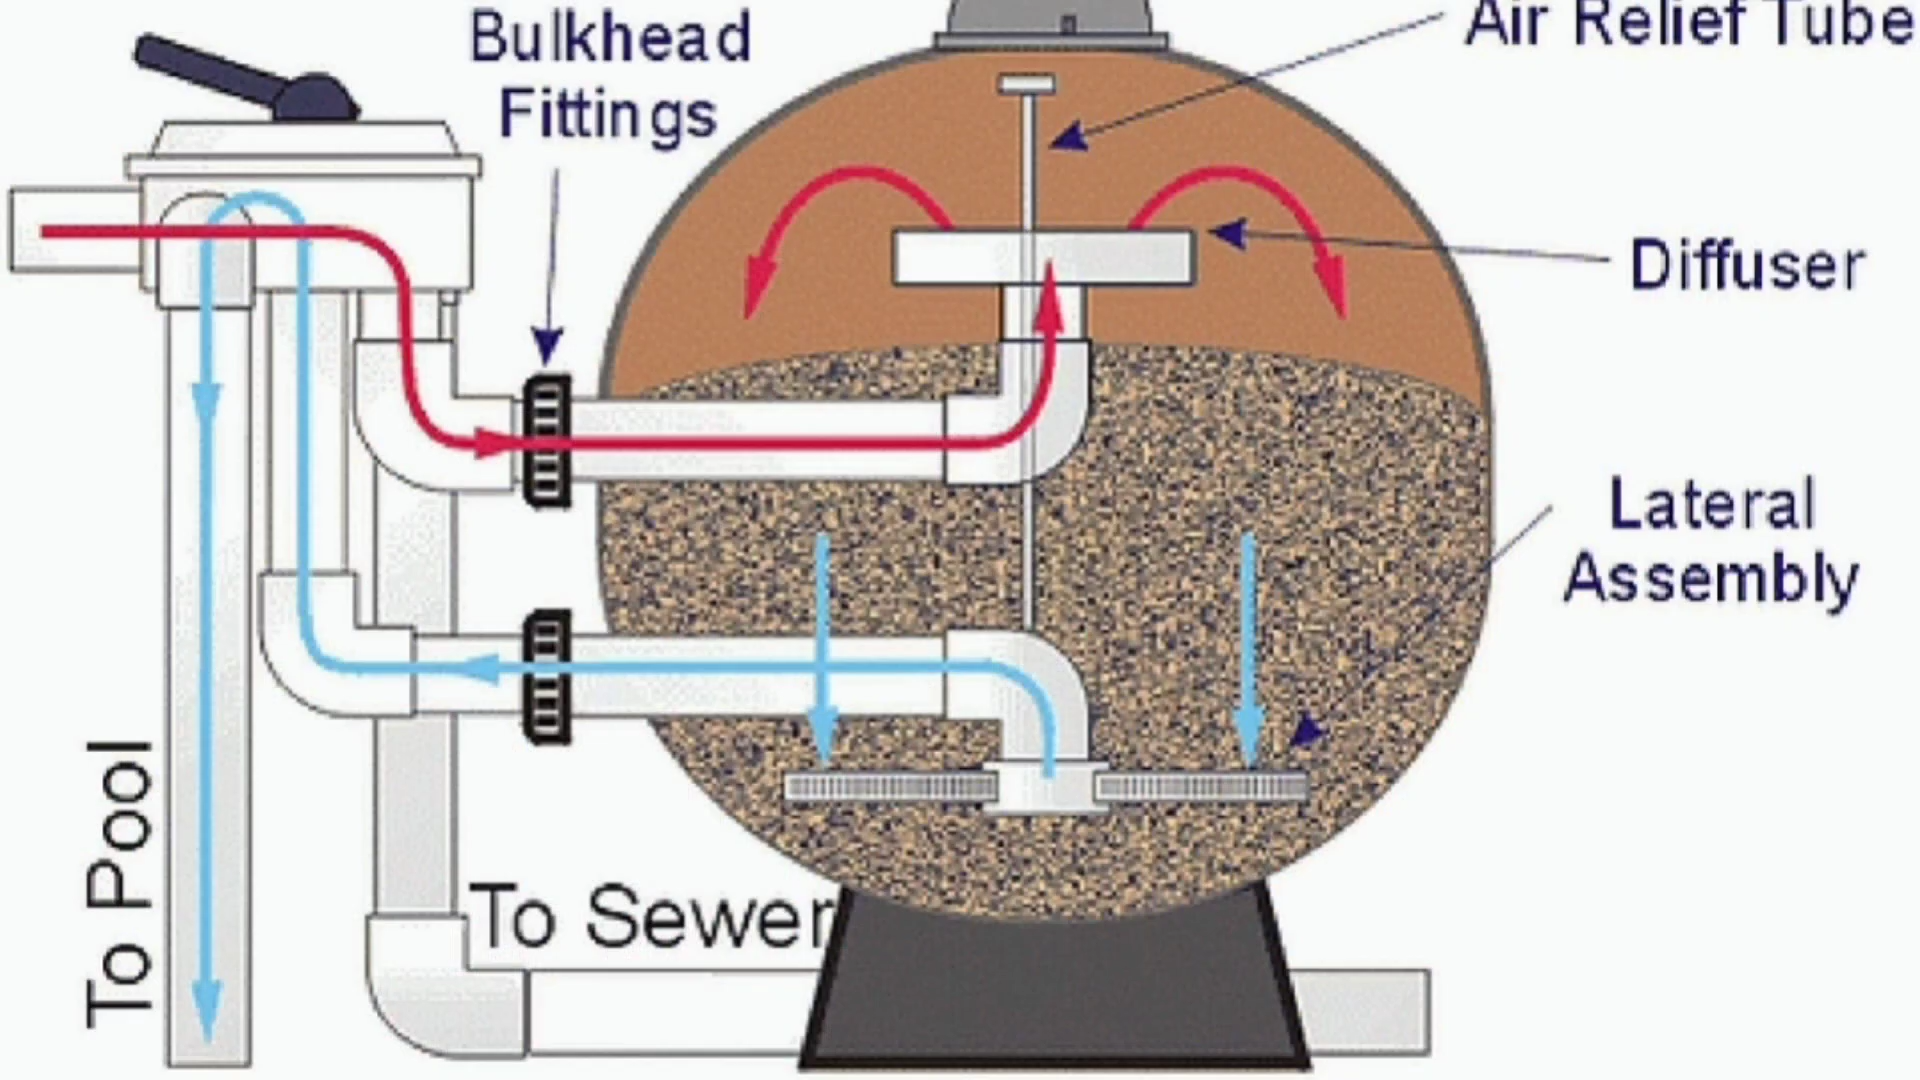 Bulkhead
Fittings
Air Relief Tube
Diffuser
Lateral
Assembly
To Pool
To Sewer